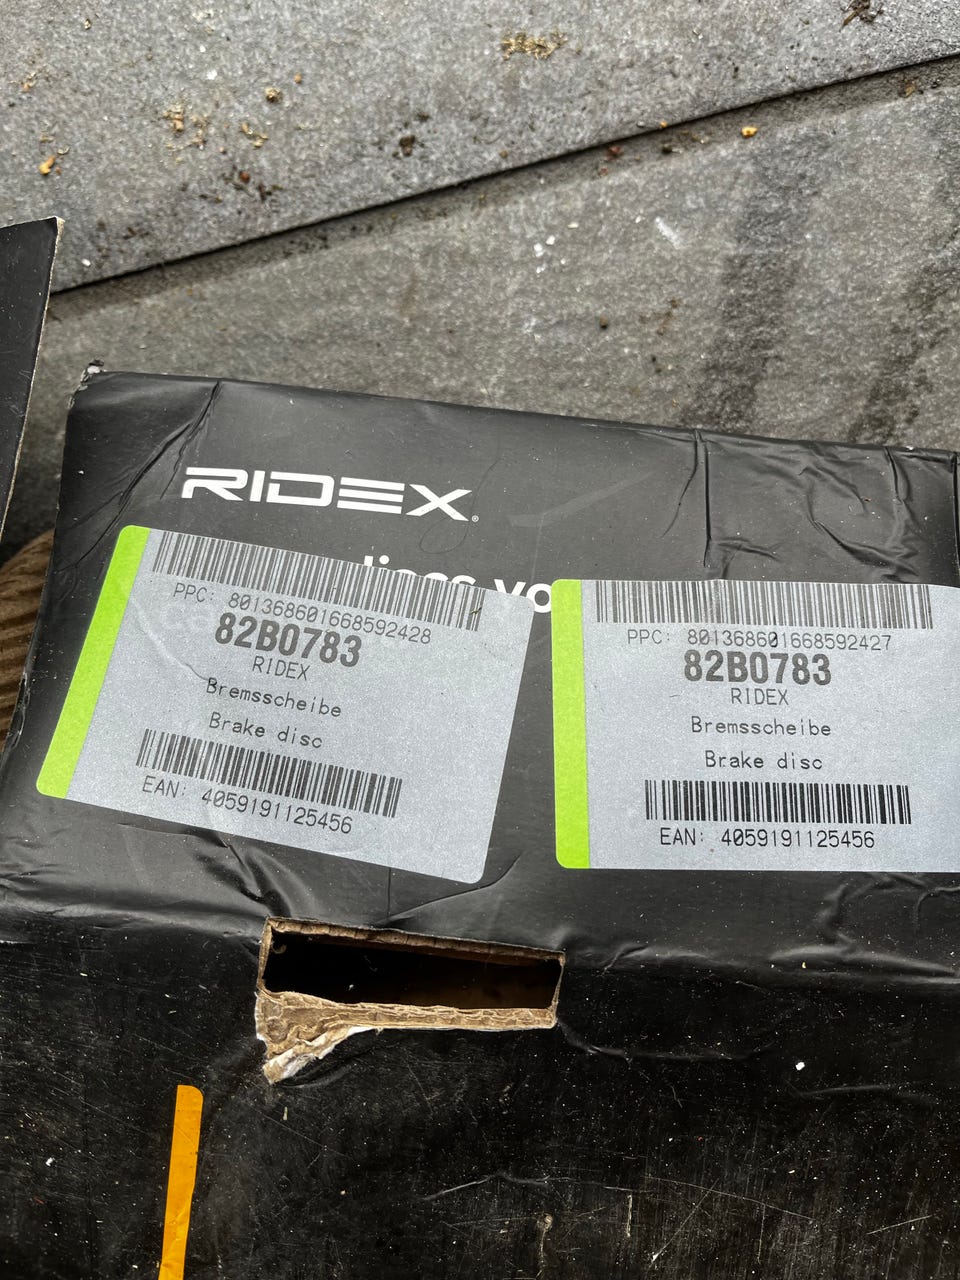 RIDEX
PPC: 801368601668592428
82B0783
RIDEX
Bremsscheibe
Brake disc
EAN: 4059191125456
PPC: 801368601668592427
82B0783
RIDEX
Bremsscheibe
Brake disc
EAN: 4059191125456